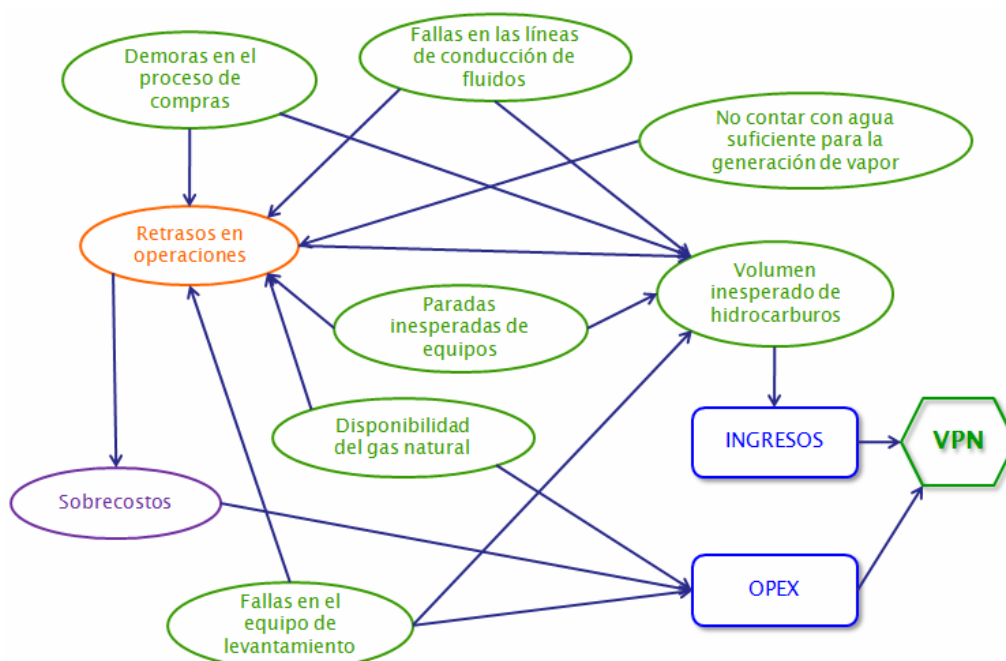 Demoras en el
proceso de
compras
Fallas en las líneas
de conducción de
fluidos
No contar con agua
suficiente para la
generación de vapor
Retrasos en
operaciones
Volumen
inesperado de
hidrocarburos
Paradas
inesperadas de
equipos
Disponibilidad
del gas natural
INGRESOS
VPN
Sobrecostos
OPEX
Fallas en el
equipo de
levantamiento